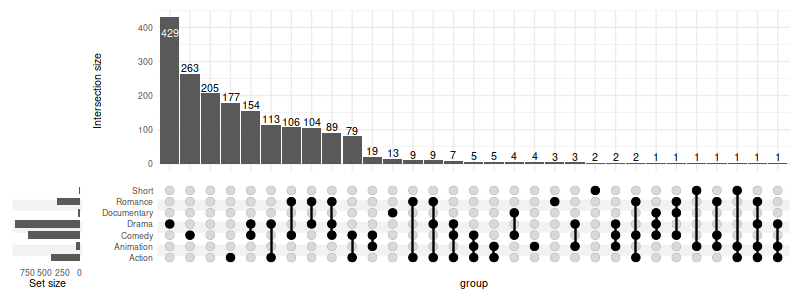 400
300
200
100
0
Intersection size
429 263 205 177 154 113 106 104 89 79 19 13 9 9 7 5 5 4 4 3 3 2 2 2 1 1 1 1 1 1 1
Short
Romance
Documentary
Drama
Comedy
Animation
Action
750 500 250 0
Set size
group